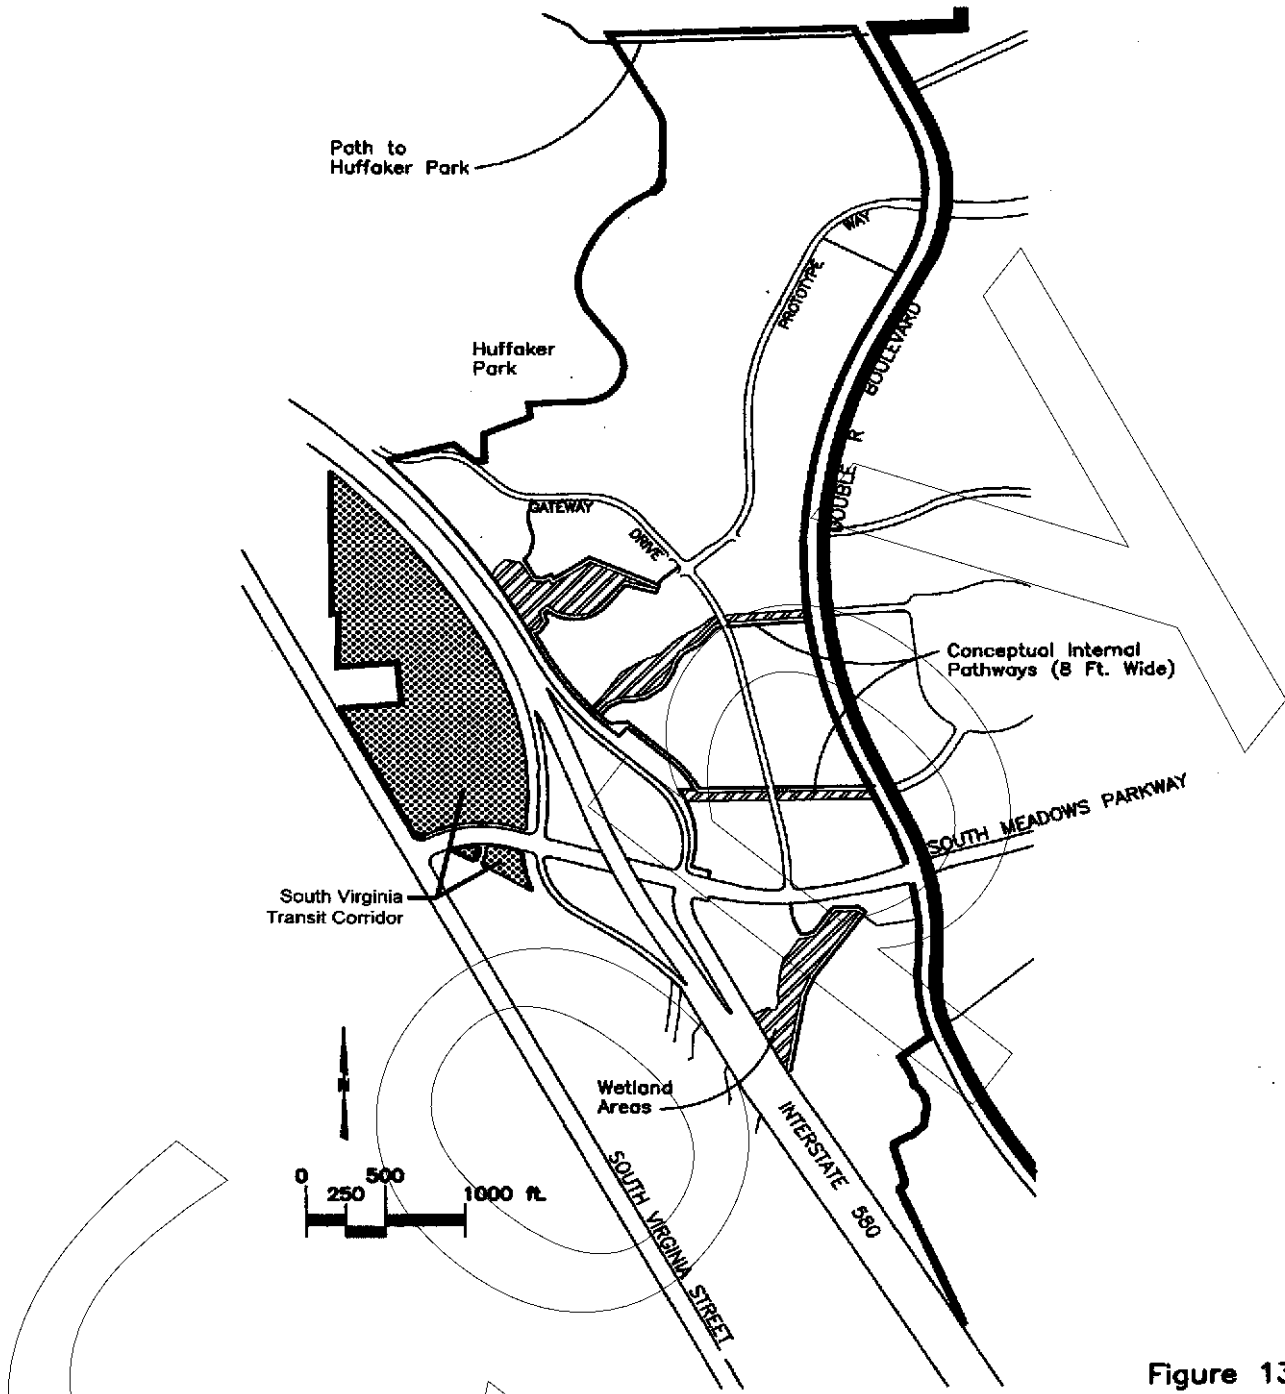 Path to
Huffaker Park
WAY
PROTOTYPE
Huffaker
Park
BOULEVARD
R
DOUBLE
GATEWAY
DRIVE
Conceptual Internal
Pathways (8 Ft. Wide)
SOUTH MEADOWS PARKWAY
South Virginia
Transit Corridor
N
Wetland
Areas
INTERSTATE 580
SOUTH VIRGINIA STREET
0 500
250 1000 ft.
Figure 13